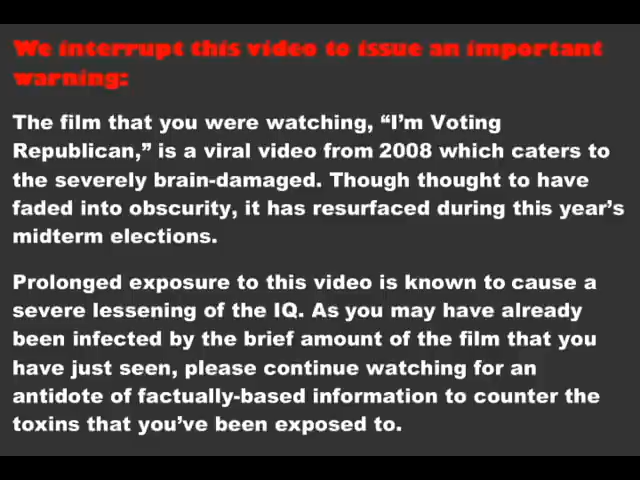 We interrupt this video to issue an important
warning:
The film that you were watching, “I’m Voting
Republican,” is a viral video from 2008 which caters to
the severely brain-damaged. Though thought to have
faded into obscurity, it has resurfaced during this year’s
midterm elections.
Prolonged exposure to this video is known to cause a
severe lessening of the IQ. As you may have already
been infected by the brief amount of the film that you
have just seen, please continue watching for an
antidote of factually-based information to counter the
toxins that you’ve been exposed to.